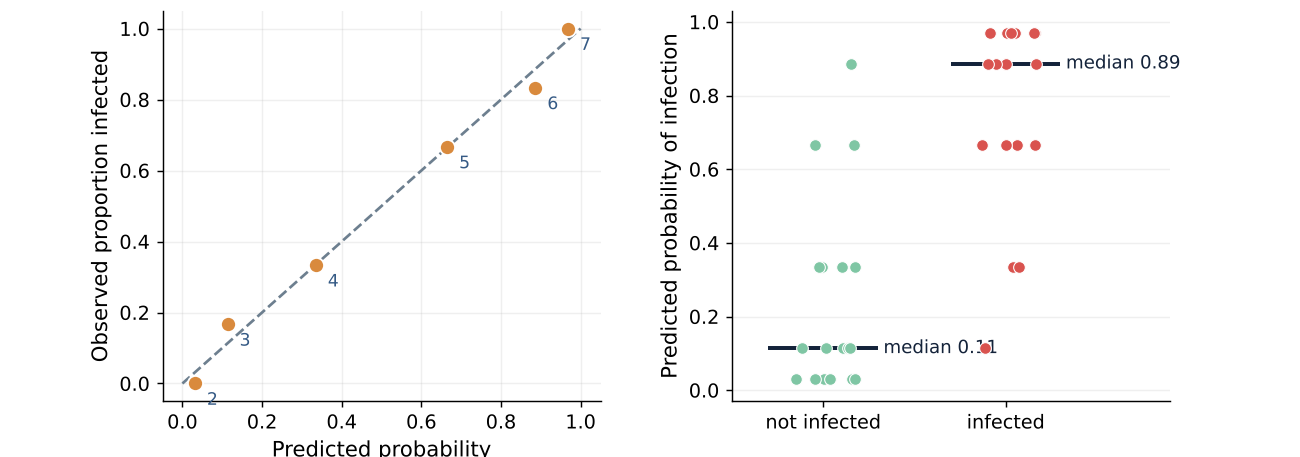 Observed proportion infected
1.0
0.8
0.6
0.4
0.2
0.0
7
6
5
4
3
2
0.0 0.2 0.4 0.6 0.8 1.0
Predicted probability
Predicted probability of infection
1.0
0.8
0.6
0.4
0.2
0.0
median 0.89
median 0.11
not infected infected